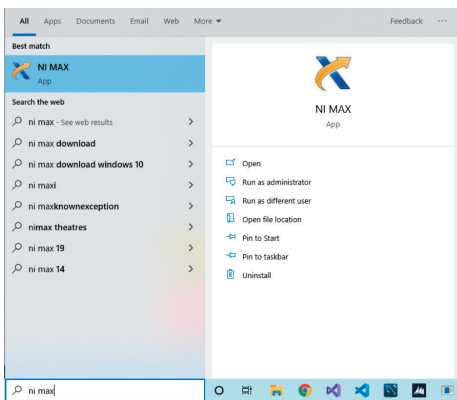 All Apps Documents Email Web More Feedback ...
Best match
NI MAX
App
Search the web
ni max - See web results
ni max download
ni max download windows 10
ni maxi
ni maxknownexception
nimax theatres
ni max 19
ni max 14
NI MAX
App
Open
Run as administrator
Run as different user
Open file location
Pin to Start
Pin to taskbar
Uninstall
ni max